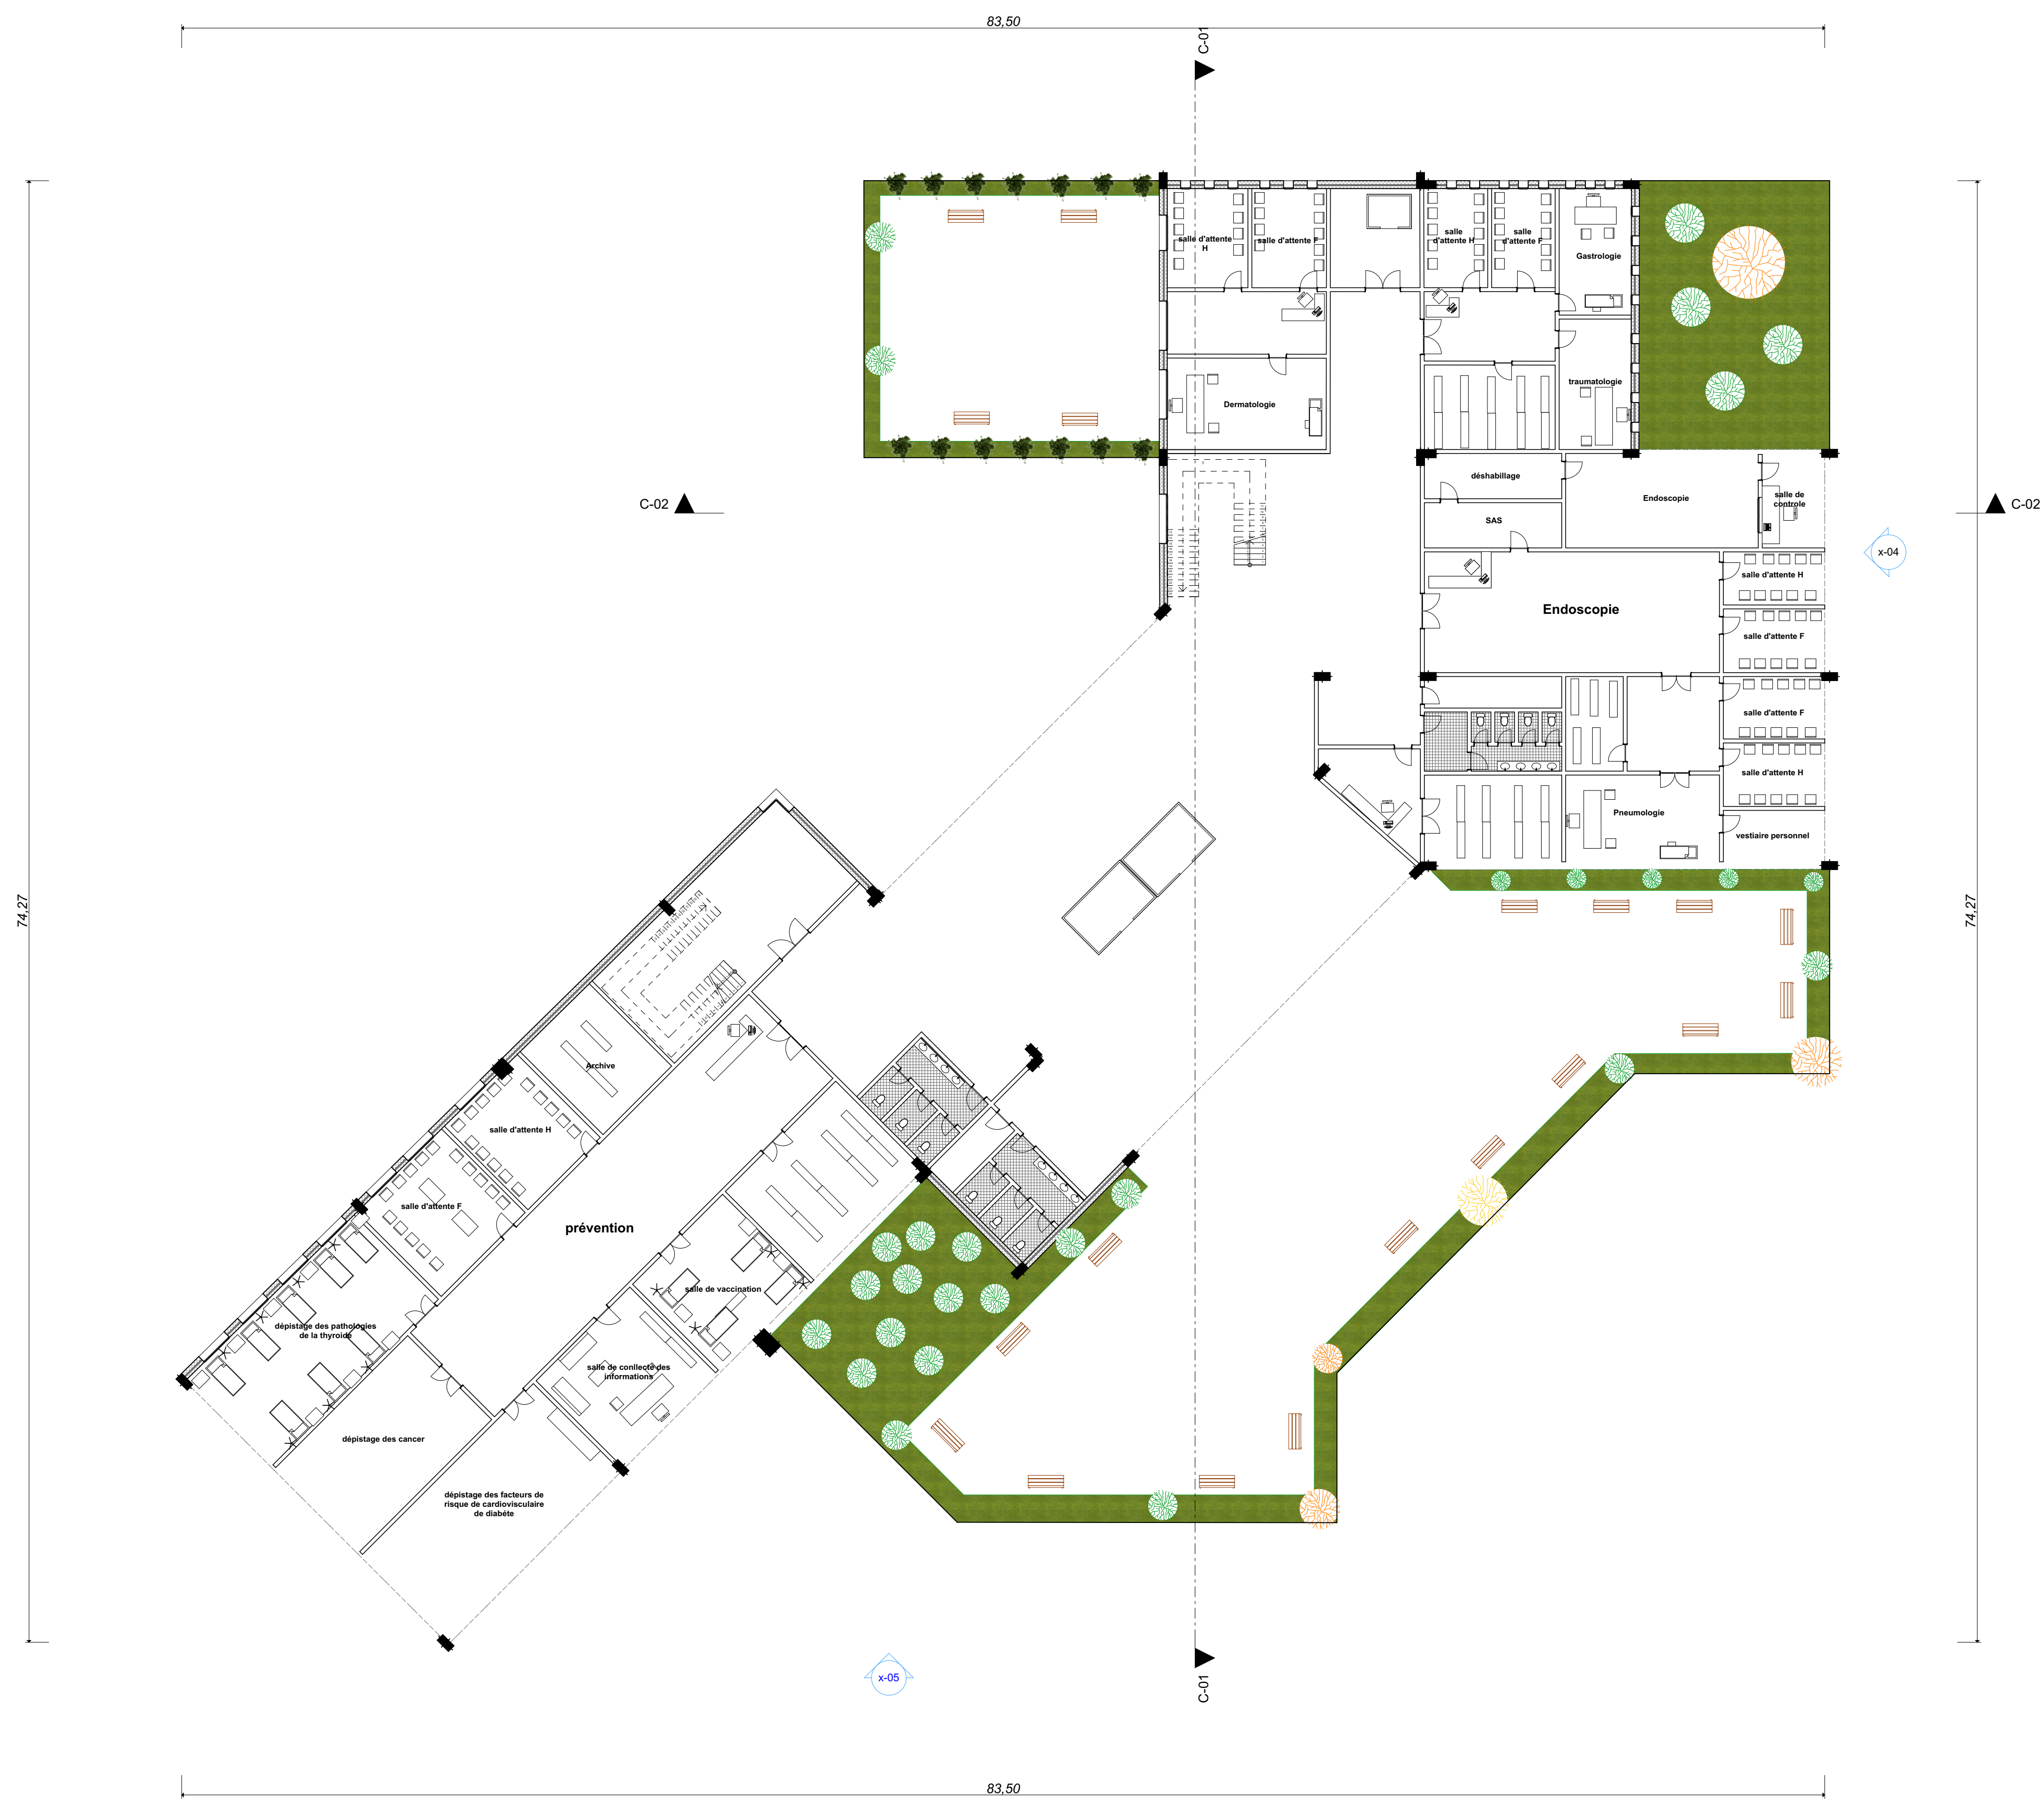 83,50
C-01
salle d'attente
H
salle d'attente F
salle
d'attente H
salle
d'attente F
Gastrologie
traumatologie
Dermatologie
déshabillage
Endoscopie
salle de
controle
C-02
C-02
SAS
x-04
salle d'attente H
Endoscopie
salle d'attente F
salle d'attente F
salle d'attente H
Pneumologie
vestiaire personnel
74,27
74,27
Archive
salle d'attente H
salle d'attente F
prévention
salle de vaccination
dépistage des pathologies
de la thyroide
salle de conllecte des
informations
dépistage des cancer
dépistage des facteurs de
risque de cardiovisculaire
de diabéte
x-05
C-01
83,50